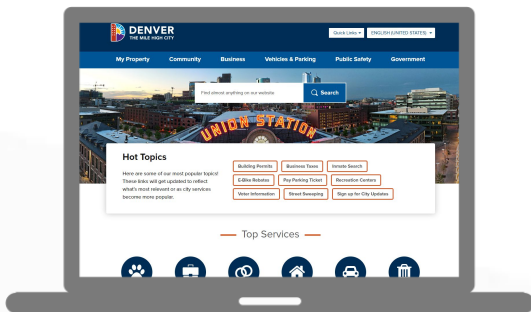 DENVER
THE MILE HIGH CITY
Quick Links
ENGLISH (UNITED STATES)
My Property Community Business Vehicles & Parking Public Safety Government
Find almost anything on our website
Search
UNION STATION
Hot Topics
Here are some of our most popular topics!
These links will get updated to reflect
what's most relevant or as city services
become more popular.
Building Permits Business Taxes Inmate Search
E-Bike Rebates Pay Parking Ticket Recreation Centers
Voter Information Street Sweeping Sign up for City Updates
Top Services